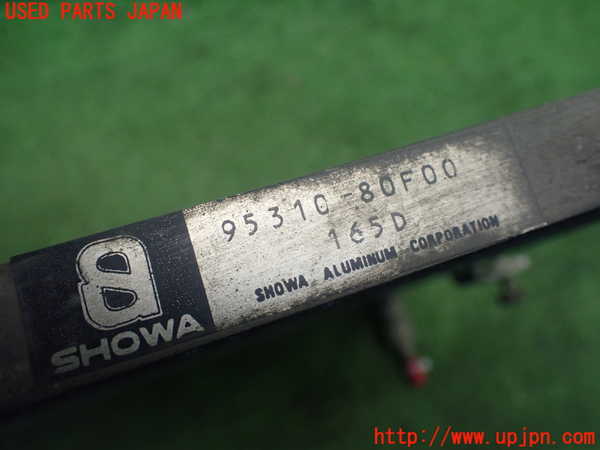 USED PARTS JAPAN
95310-80F00
165D
SHOWA ALUMINUM CORPORATION
SHOWA
http://www.upjpn.com/